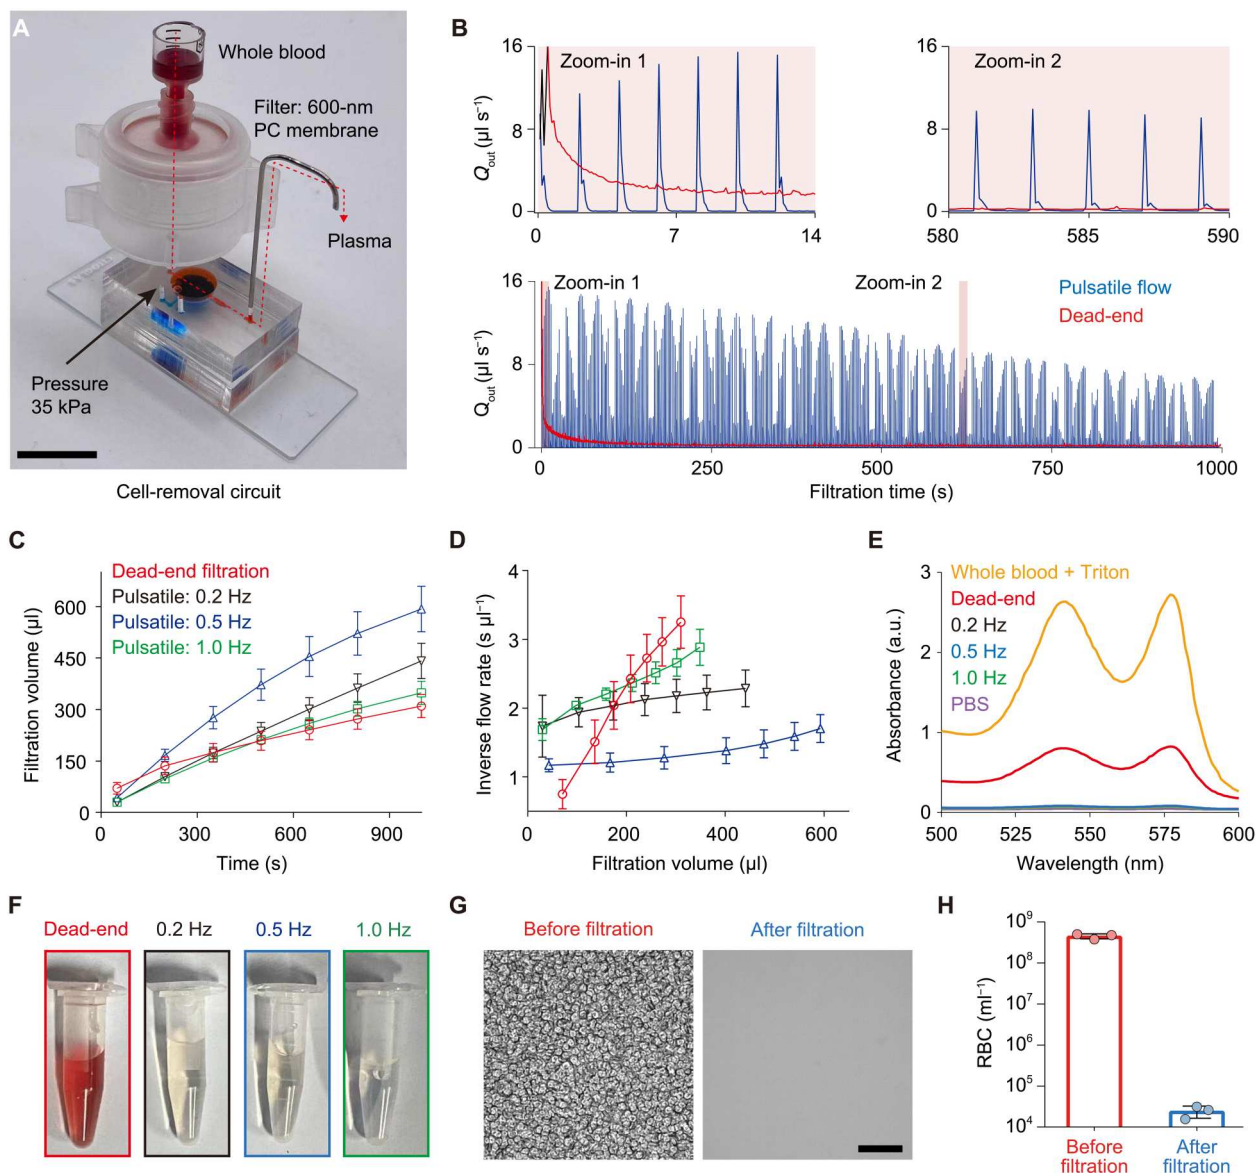 A
Whole blood
Filter: 600-nm
PC membrane
Plasma
Pressure
35 kPa
Cell-removal circuit
B
16
8
0
Qout (µl s⁻¹)
Zoom-in 1
0
7
14
16
8
0
Zoom-in 2
580
585
590
16
8
0
Qout (µl s⁻¹)
Zoom-in 1
Zoom-in 2
Pulsatile flow
Dead-end
0
250
500
750
1000
Filtration time (s)
C
Dead-end filtration
Pulsatile: 0.2 Hz
Pulsatile: 0.5 Hz
Pulsatile: 1.0 Hz
600
450
300
150
0
Filtration volume (µl)
0
300
600
900
Time (s)
D
4
3
2
1
Inverse flow rate (s µl⁻¹)
0
200
400
600
Filtration volume (µl)
E
3
2
1
0
Absorbance (a.u.)
Whole blood + Triton
Dead-end
0.2 Hz
0.5 Hz
1.0 Hz
PBS
500
525
550
575
600
Wavelength (nm)
F
Dead-end
0.2 Hz
0.5 Hz
1.0 Hz
G
Before filtration
After filtration
H
10⁹
10⁸
10⁷
10⁶
10⁵
10⁴
RBC (ml⁻¹)
Before
filtration
After
filtration